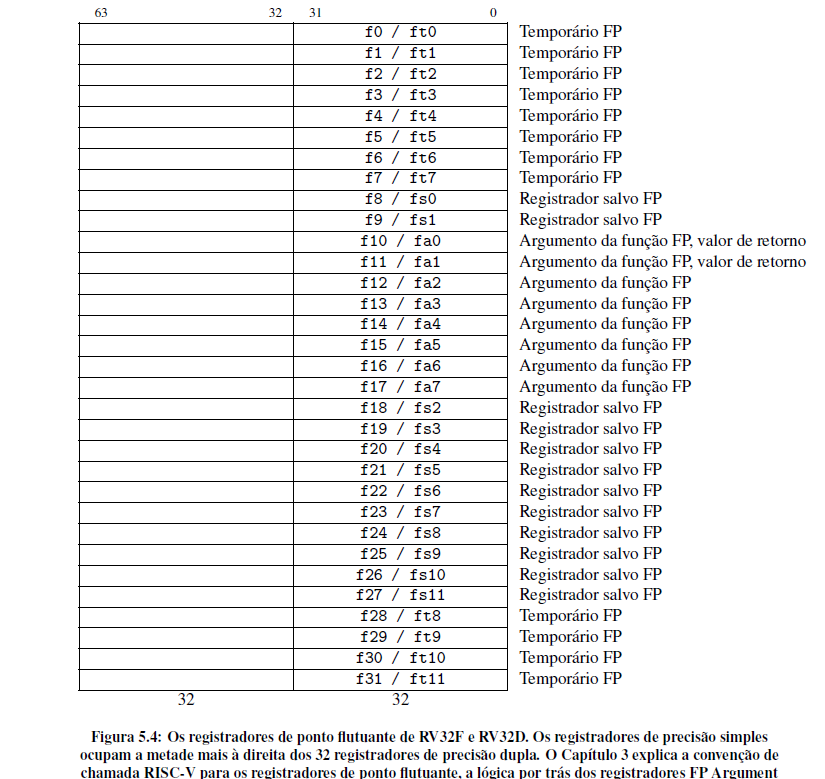 63 32 31 0
f0 / ft0 Temporário FP
f1 / ft1 Temporário FP
f2 / ft2 Temporário FP
f3 / ft3 Temporário FP
f4 / ft4 Temporário FP
f5 / ft5 Temporário FP
f6 / ft6 Temporário FP
f7 / ft7 Temporário FP
f8 / fs0 Registrador salvo FP
f9 / fs1 Registrador salvo FP
f10 / fa0 Argumento da função FP, valor de retorno
f11 / fa1 Argumento da função FP, valor de retorno
f12 / fa2 Argumento da função FP
f13 / fa3 Argumento da função FP
f14 / fa4 Argumento da função FP
f15 / fa5 Argumento da função FP
f16 / fa6 Argumento da função FP
f17 / fa7 Argumento da função FP
f18 / fs2 Registrador salvo FP
f19 / fs3 Registrador salvo FP
f20 / fs4 Registrador salvo FP
f21 / fs5 Registrador salvo FP
f22 / fs6 Registrador salvo FP
f23 / fs7 Registrador salvo FP
f24 / fs8 Registrador salvo FP
f25 / fs9 Registrador salvo FP
f26 / fs10 Registrador salvo FP
f27 / fs11 Registrador salvo FP
f28 / ft8 Temporário FP
f29 / ft9 Temporário FP
f30 / ft10 Temporário FP
f31 / ft11 Temporário FP
32 32
Figura 5.4: Os registradores de ponto flutuante de RV32F e RV32D. Os registradores de precisão simples
ocupam a metade mais à direita dos 32 registradores de precisão dupla. O Capítulo 3 explica a convenção de
chamada RISC-V para os registradores de ponto flutuante, a lógica por trás dos registradores FP Argument